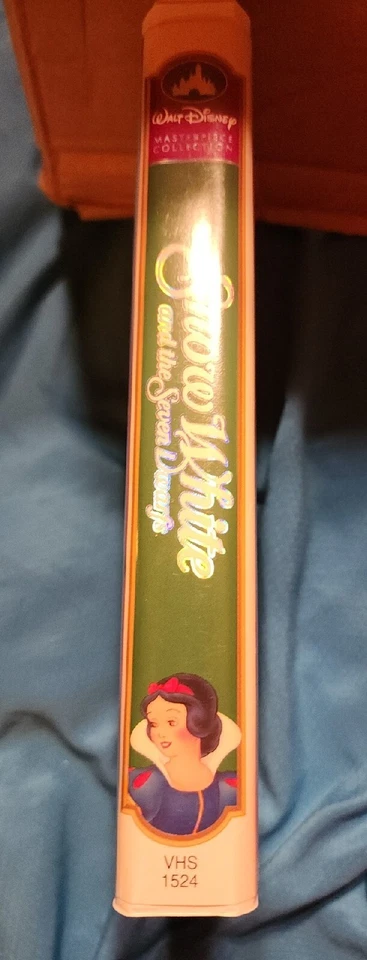 Walt Disney
MASTERPIECE
COLLECTION
Snow White
and the Seven Dwarfs
VHS
1524